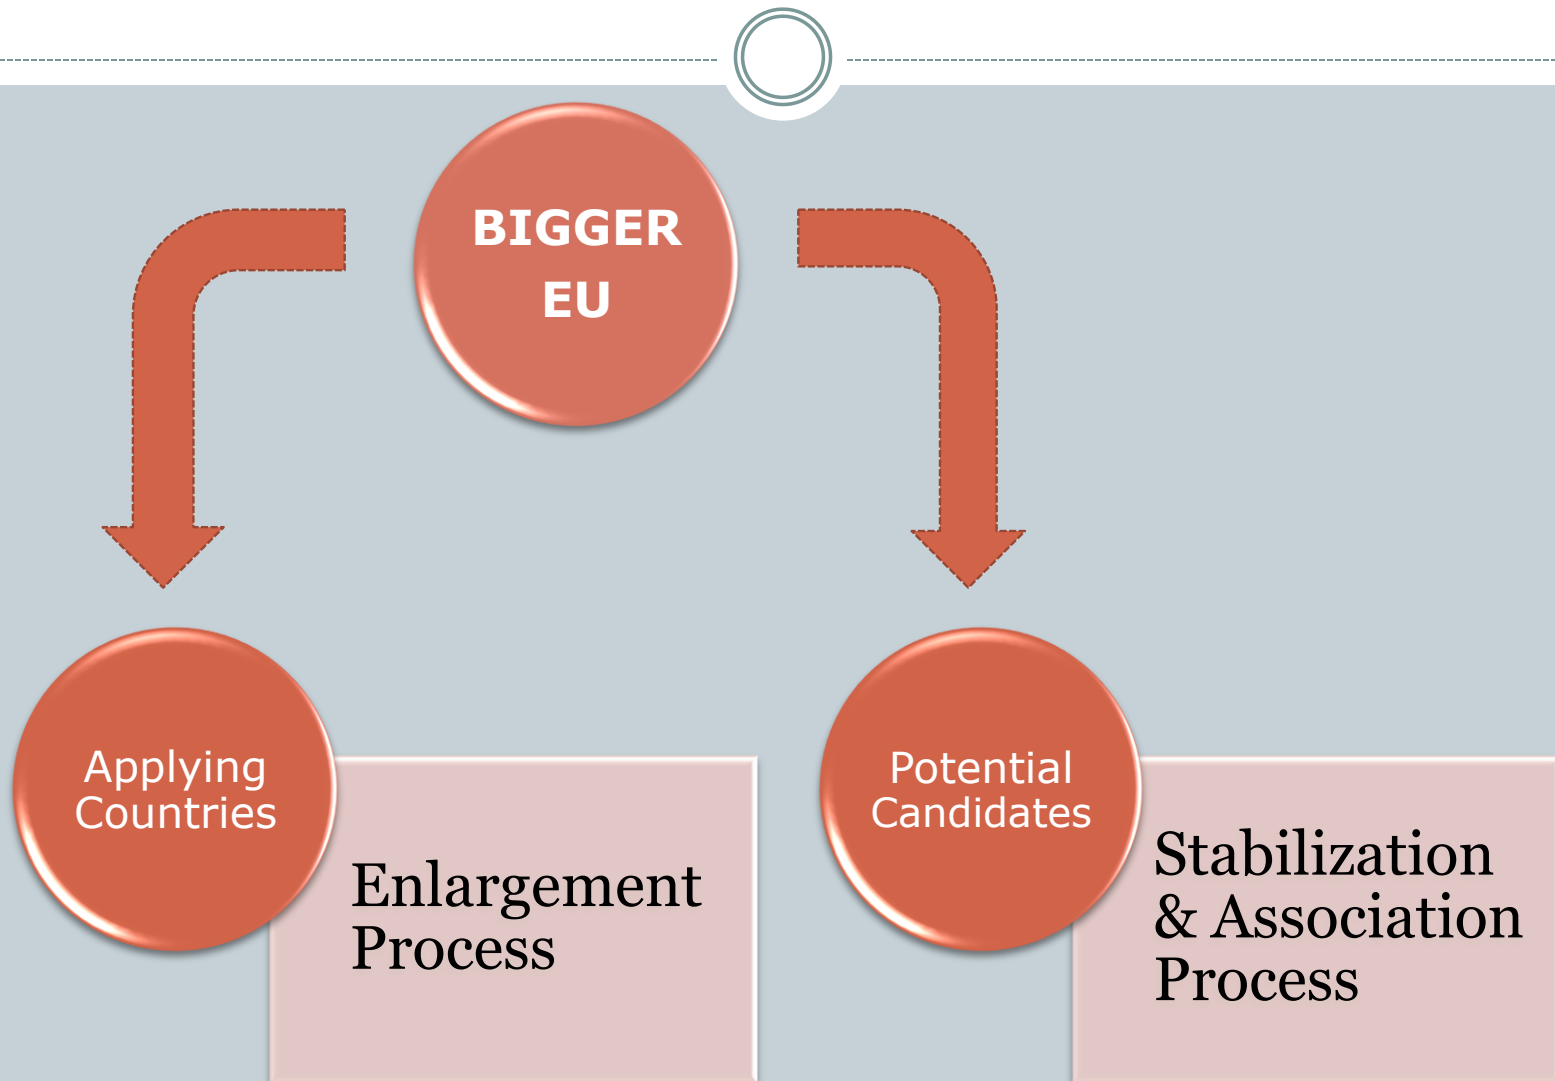 BIGGER
EU
Applying
Countries
Enlargement
Process
Potential
Candidates
Stabilization
& Association
Process